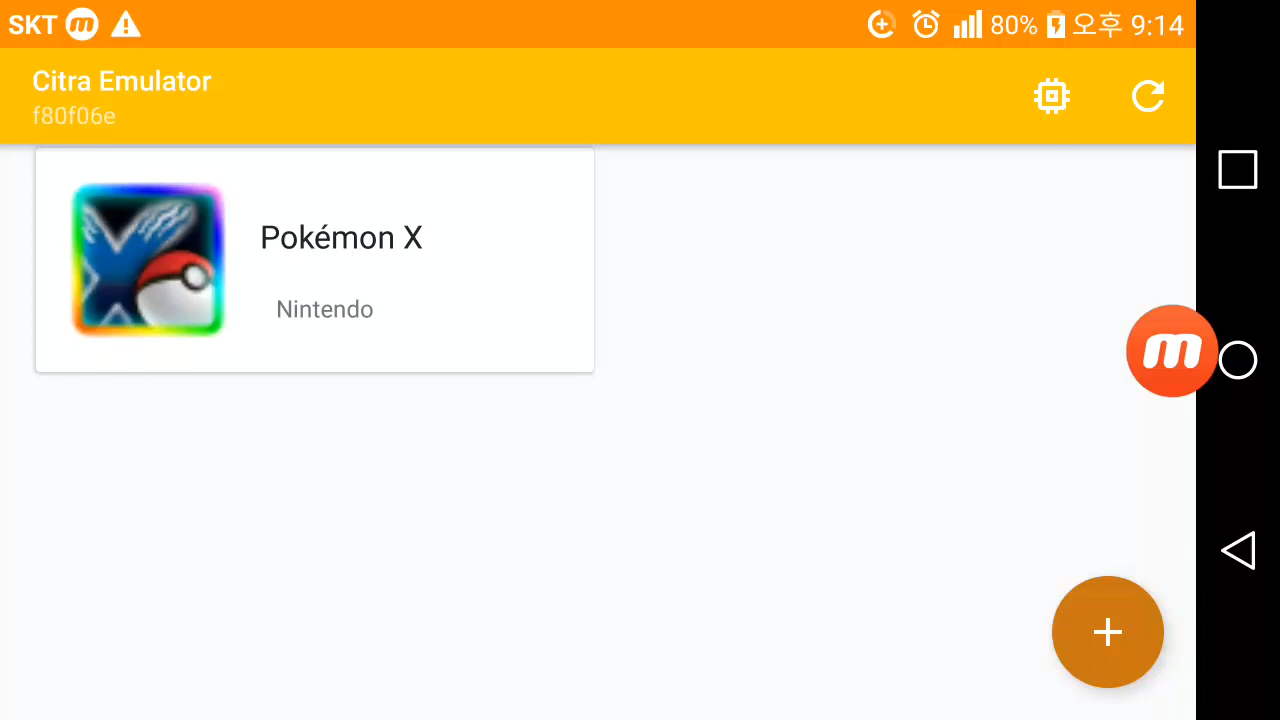 SKT
80% 오후 9:14
Citra Emulator
f80f06e
Pokémon X
Nintendo